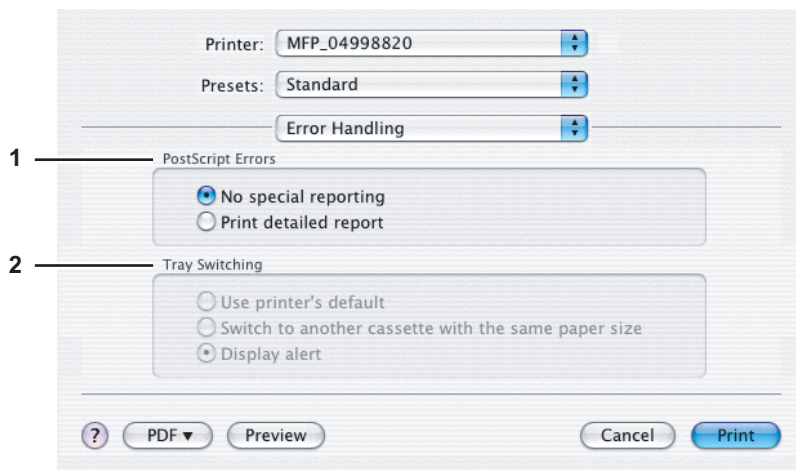 Printer: MFP_04998820
Presets: Standard
Error Handling
1 PostScript Errors
No special reporting
Print detailed report
2 Tray Switching
Use printer's default
Switch to another cassette with the same paper size
Display alert
? PDF ▼ Preview Cancel Print